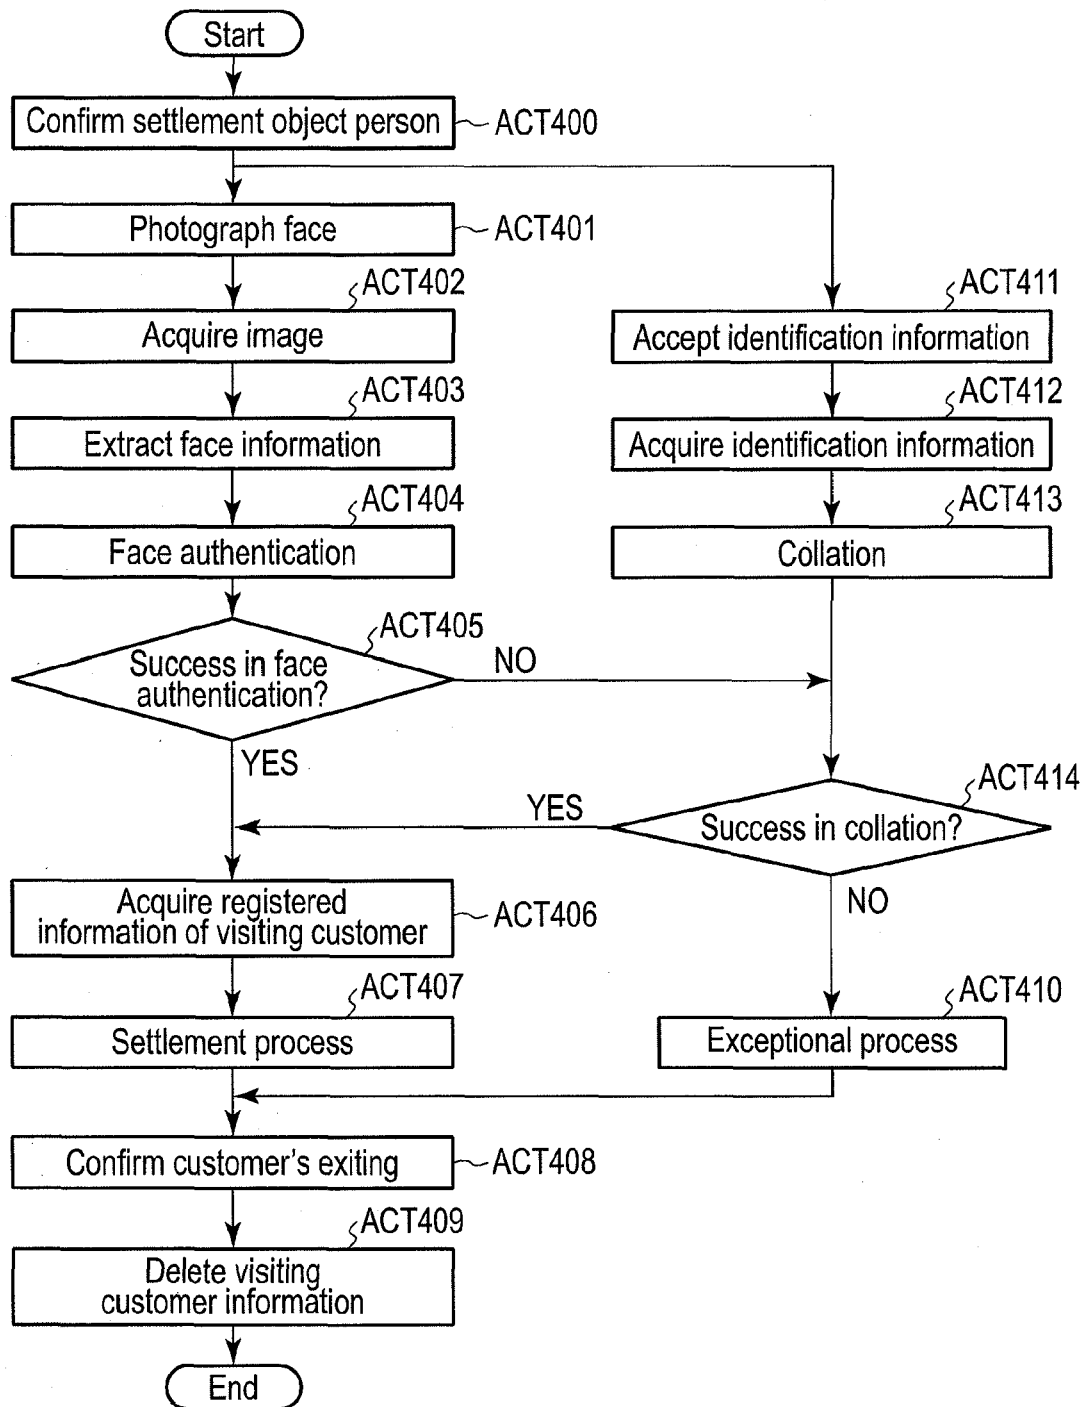 Start
Confirm settlement object person
ACT400
Photograph face
ACT401
ACT402
Acquire image
ACT403
Extract face information
ACT404
Face authentication
ACT405
Success in face
authentication?
NO
YES
ACT411
Accept identification information
ACT412
Acquire identification information
ACT413
Collation
ACT414
Success in collation?
YES
NO
Acquire registered
information of visiting customer
ACT406
ACT407
Settlement process
ACT410
Exceptional process
Confirm customer's exiting
ACT408
ACT409
Delete visiting
customer information
End